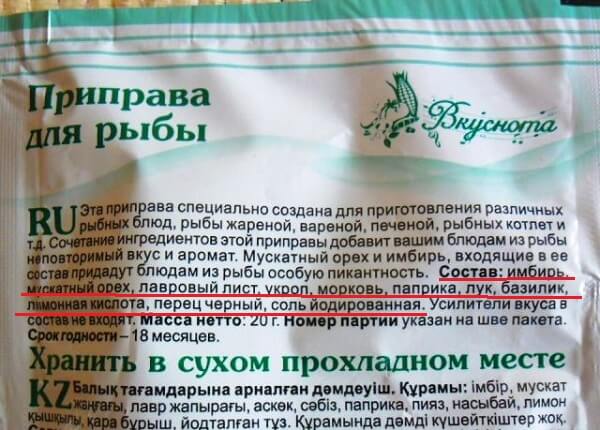 Приправа
для рыбы
Вкуснота
RU Эта приправа специально создана для приготовления различных
рыбных блюд, рыбы жареной, вареной, печеной, рыбных котлет и
т.д. Сочетание ингредиентов этой приправы добавит вашим блюдам из рыбы
неповторимый вкус и аромат. Мускатный орех и имбирь, входящие в ее
состав придадут блюдам из рыбы особую пикантность. Состав: имбирь,
мускатный орех, лавровый лист, укроп, морковь, паприка, лук, базилик,
лимонная кислота, перец черный, соль йодированная. Усилители вкуса в
состав не входят. Масса нетто: 20 г. Номер партии указан на шве пакета.
Срок годности – 18 месяцев.
Хранить в сухом прохладном месте
KZ Балық тағамдарына арналған дәмдеуіш. Құрамы: імбір, мускат
жаңғағы, лавр жапырағы, аскөк, сәбіз, паприка, пияз, насыбай, лимон
қышқылы, қара бұрыш, йодталған тұз. Құрамында дәмді күшейткіштер жоқ.